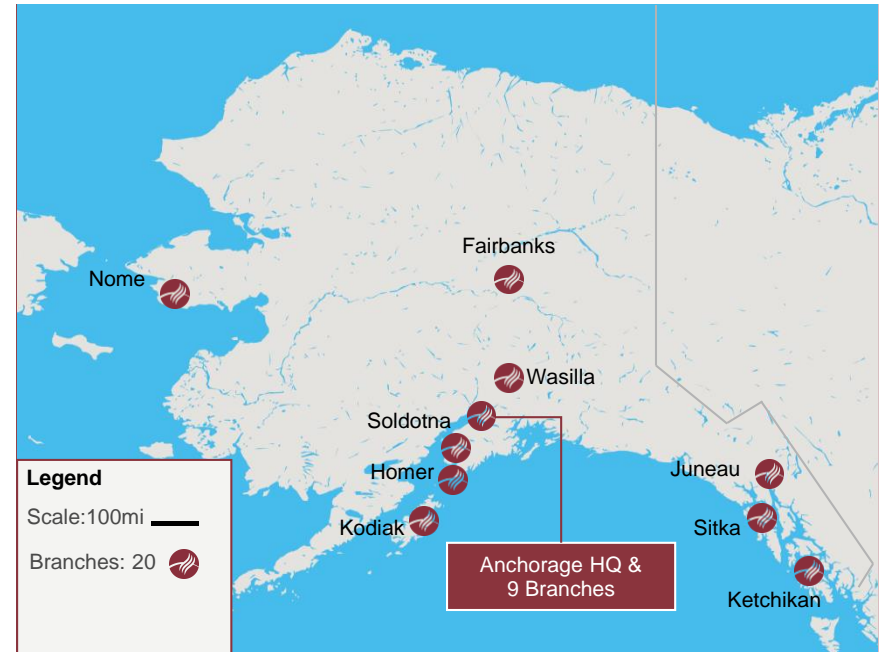 Fairbanks
Nome
Wasilla
Soldotna
Homer
Juneau
Kodiak
Sitka
Anchorage HQ &
9 Branches
Ketchikan
Legend
Scale:100mi
Branches: 20